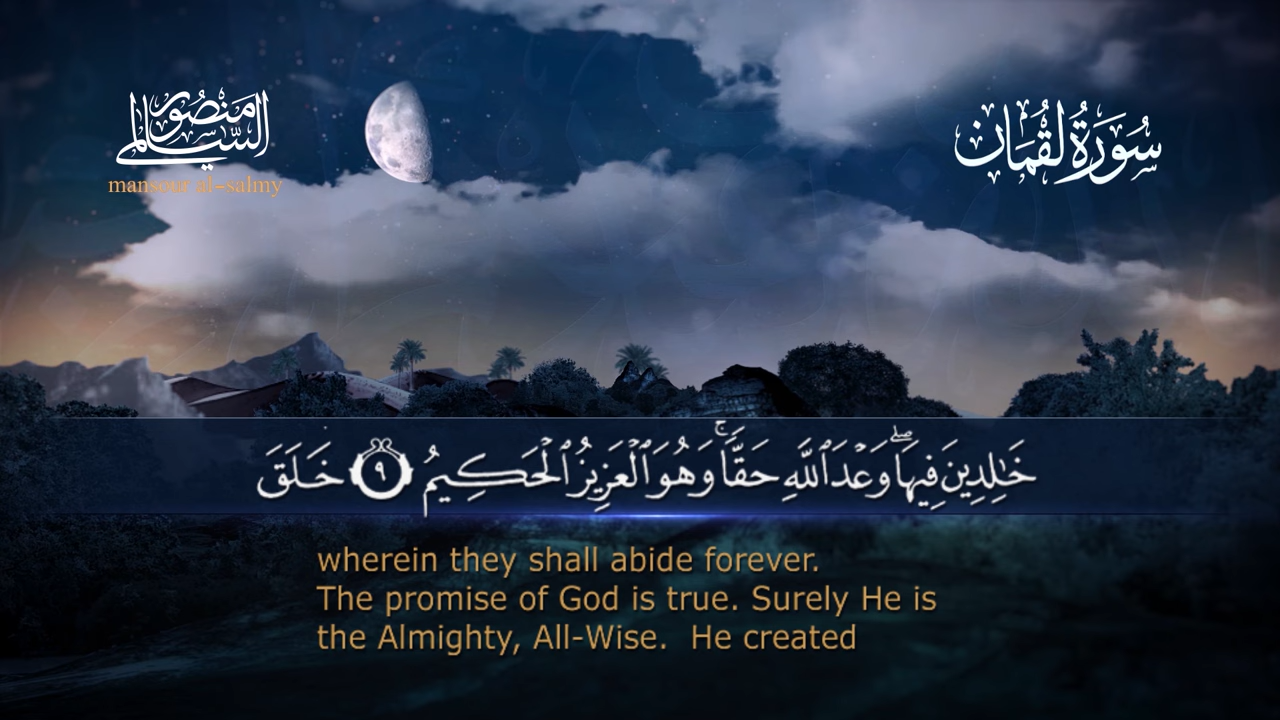 منصور السالمي
mansour al-salmy
سُورَةُ لُقْمَان
خَٰلِدِينَ فِيهَاۖ وَعْدَ ٱللَّهِ حَقًّاۚ وَهُوَ ٱلْعَزِيزُ ٱلْحَكِيمُ ٩ خَلَقَ
wherein they shall abide forever.
The promise of God is true. Surely He is
the Almighty, All-Wise. He created